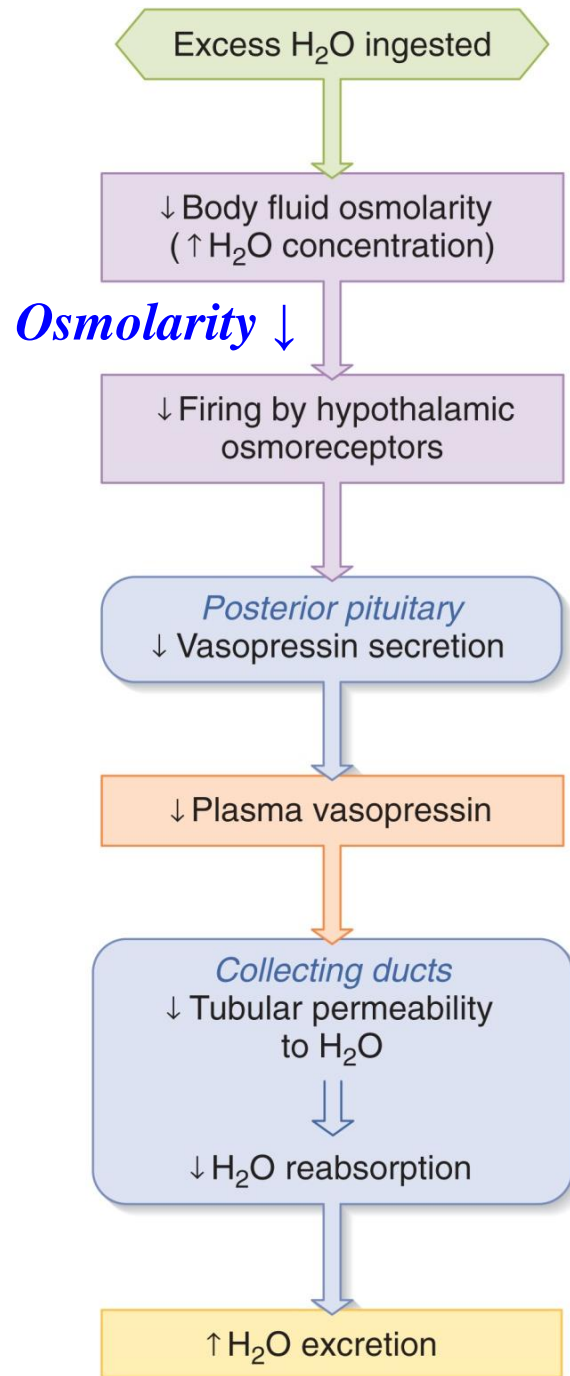 Excess H₂O ingested
↓Body fluid osmolarity
(↑H₂O concentration)
Osmolarity ↓
↓Firing by hypothalamic
osmoreceptors
Posterior pituitary
↓ Vasopressin secretion
↓Plasma vasopressin
Collecting ducts
↓ Tubular permeability
to H₂O
↓H₂O reabsorption
↑H₂O excretion